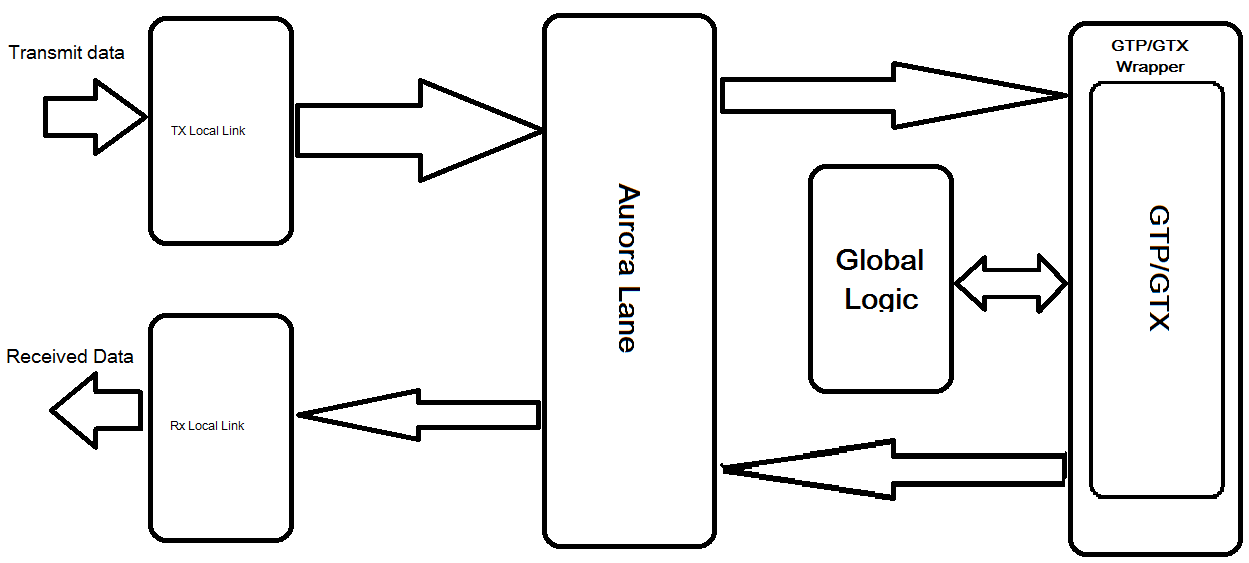 Transmit data
TX Local Link
Received Data
Rx Local Link
Aurora Lane
Global
Logic
GTP/GTX
Wrapper
GTP/GTX